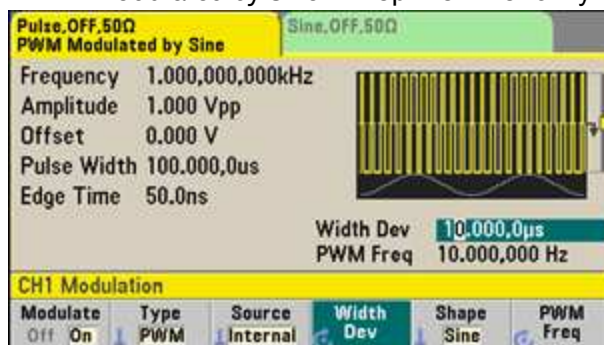 Pulse,OFF,50Ω
PWM Modulated by Sine
Sine,OFF,50Ω
Frequency 1.000,000,000kHz
Amplitude 1.000 Vpp
Offset 0.000 V
Pulse Width 100.000,0us
Edge Time 50.0ns
Width Dev 10.000,0µs
PWM Freq 10.000,000 Hz
CH1 Modulation
Modulate Type Source Width Shape PWM
Off On PWM Internal Dev Sine Freq